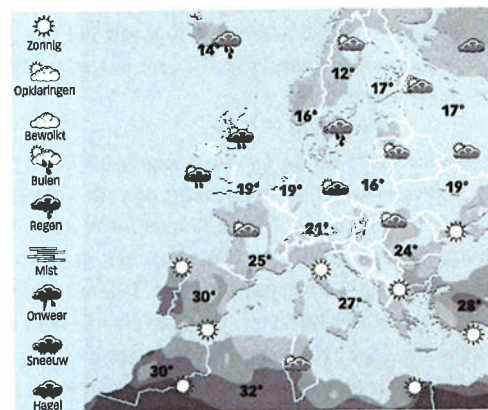 Zonnig
Opklaringen
Bewolkt
Buien
Regen
Mist
Onweer
Sneeuw
Hagel
14°
12°
17°
16°
17°
19°
19°
16°
19°
21°
24°
25°
30°
27°
28°
30°
32°